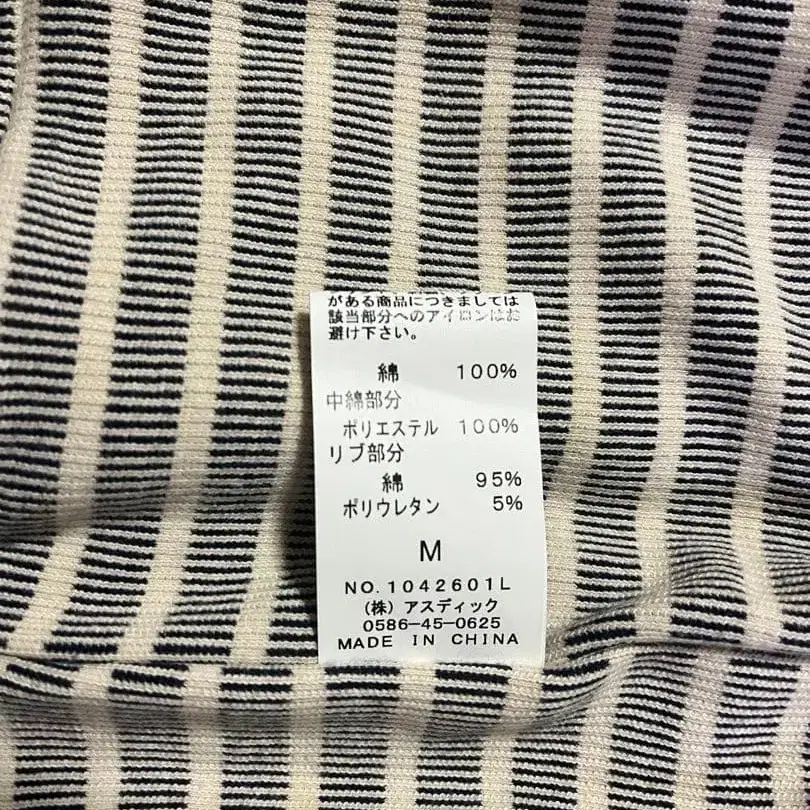 がある商品につきましては
該当部分へのアイロンはお
避け下さい。
綿 100%
中綿部分
ポリエステル 100%
リブ部分
綿 95%
ポリウレタン 5%
M
NO.1042601L
(株) アスディック
0586-45-0625
MADE IN CHINA